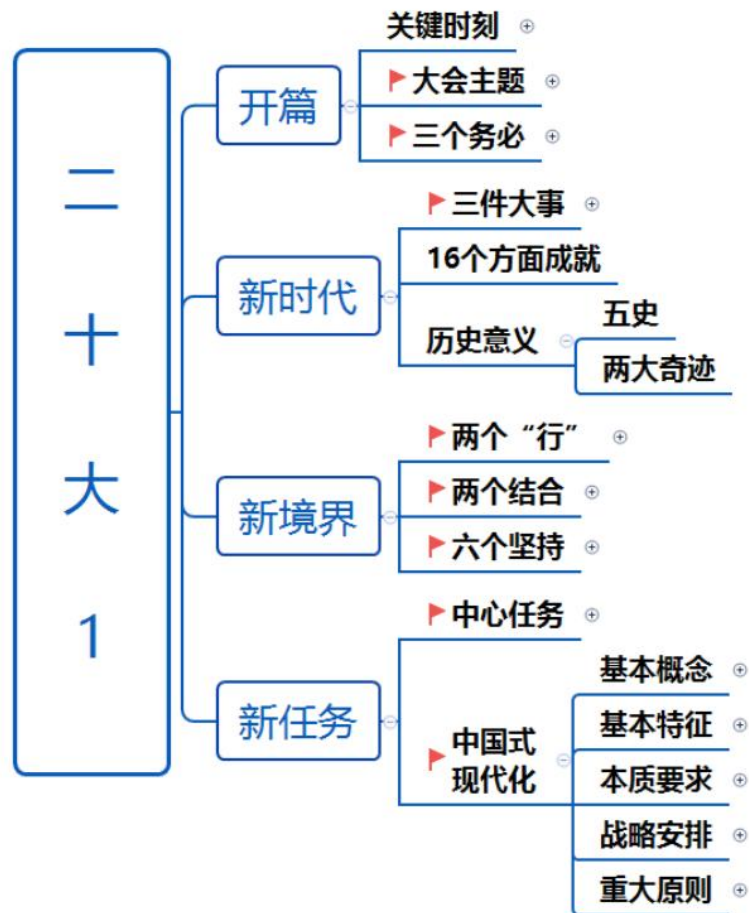 二十大1
开篇
关键时刻
大会主题
三个务必
新时代
三件大事
16个方面成就
历史意义
五史
两大奇迹
新境界
两个“行”
两个结合
六个坚持
新任务
中心任务
中国式
现代化
基本概念
基本特征
本质要求
战略安排
重大原则